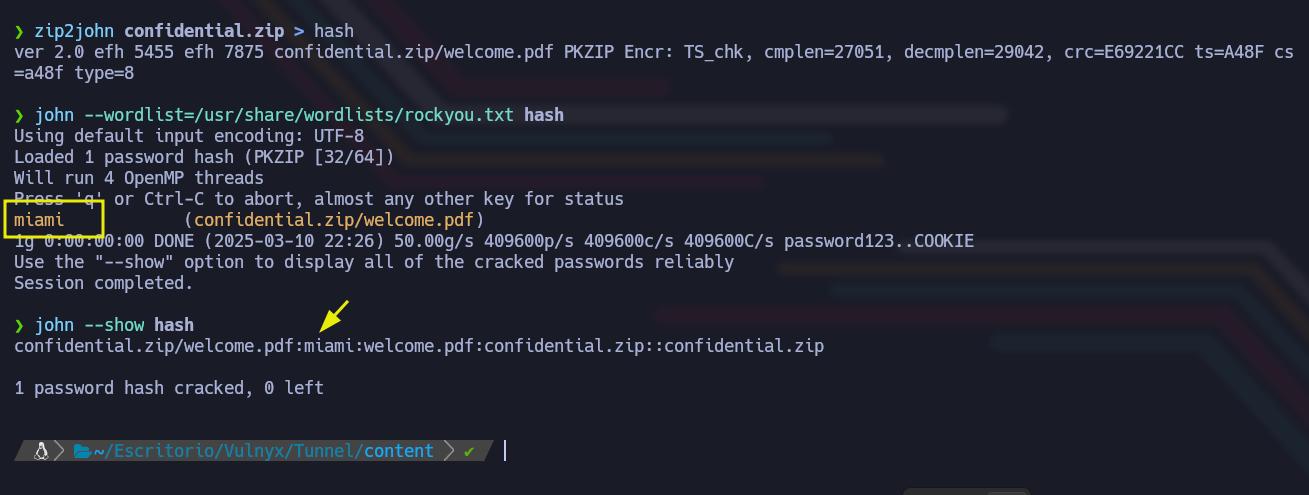 ❯ zip2john confidential.zip > hash
ver 2.0 efh 5455 efh 7875 confidential.zip/welcome.pdf PKZIP Encr: TS_chk, cmplen=27051, decmplen=29042, crc=E69221CC ts=A48F cs
=a48f type=8
❯ john --wordlist=/usr/share/wordlists/rockyou.txt hash
Using default input encoding: UTF-8
Loaded 1 password hash (PKZIP [32/64])
Will run 4 OpenMP threads
Press 'q' or Ctrl-C to abort, almost any other key for status
miami            (confidential.zip/welcome.pdf)
1g 0:00:00:00 DONE (2025-03-10 22:26) 50.00g/s 409600p/s 409600c/s 409600C/s password123..COOKIE
Use the "--show" option to display all of the cracked passwords reliably
Session completed.
❯ john --show hash
confidential.zip/welcome.pdf:miami:welcome.pdf:confidential.zip::confidential.zip
1 password hash cracked, 0 left
~/Escritorio/Vulnyx/Tunnel/content ✔